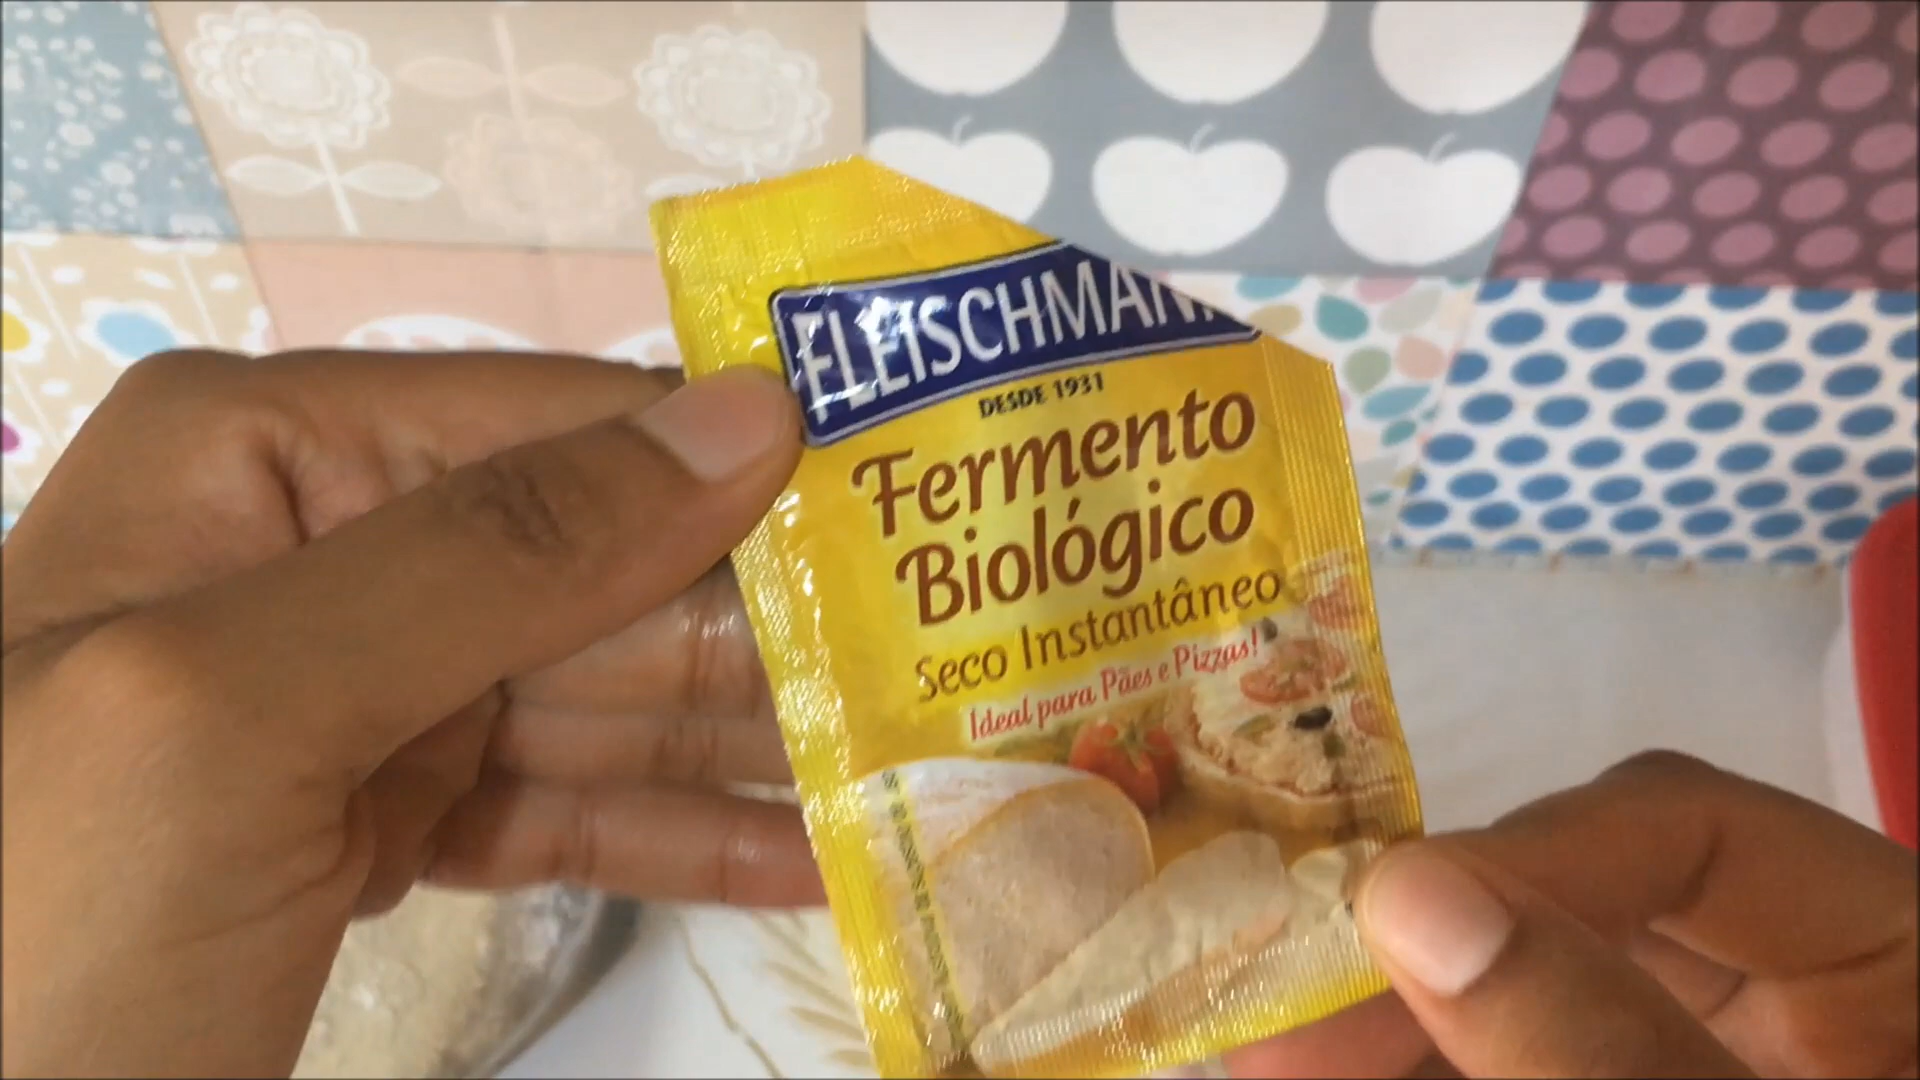 FLEISCHMAN
DESDE 1931
Fermento
Biológico
Seco Instantâneo
Ideal para Pães e Pizzas!